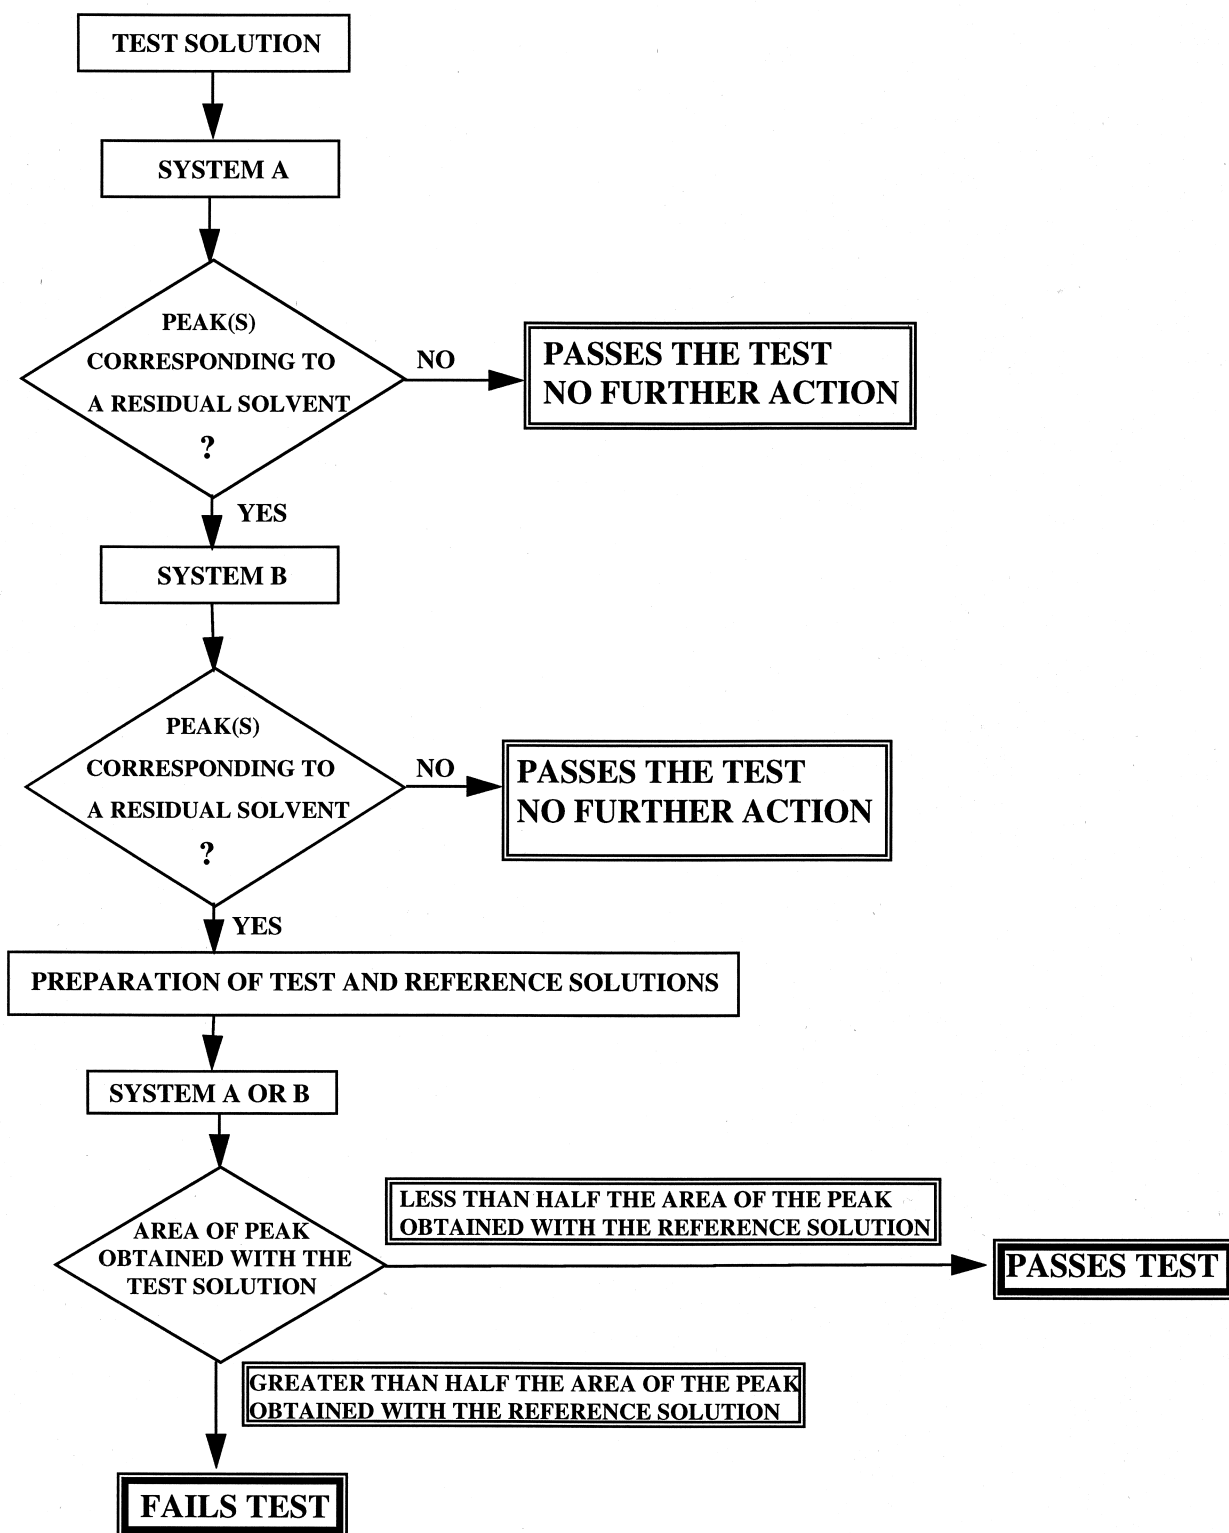 TEST SOLUTION
SYSTEM A
PEAK(S)
CORRESPONDING TO
A RESIDUAL SOLVENT
?
NO
PASSES THE TEST
NO FURTHER ACTION
YES
SYSTEM B
PEAK(S)
CORRESPONDING TO
A RESIDUAL SOLVENT
?
NO
PASSES THE TEST
NO FURTHER ACTION
YES
PREPARATION OF TEST AND REFERENCE SOLUTIONS
SYSTEM A OR B
AREA OF PEAK
OBTAINED WITH THE
TEST SOLUTION
LESS THAN HALF THE AREA OF THE PEAK
OBTAINED WITH THE REFERENCE SOLUTION
PASSES TEST
GREATER THAN HALF THE AREA OF THE PEAK
OBTAINED WITH THE REFERENCE SOLUTION
FAILS TEST